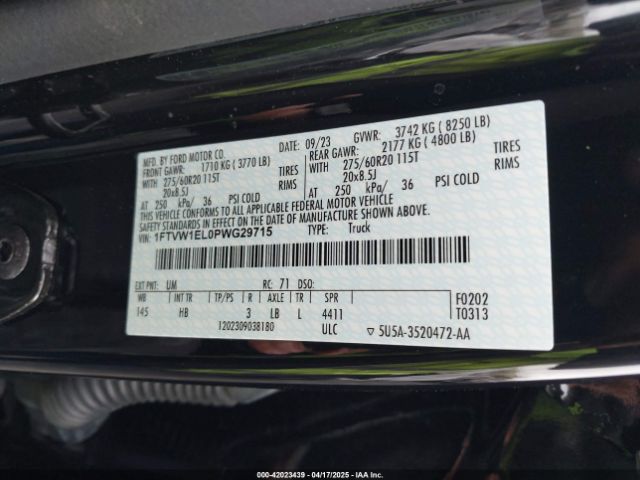 MFD. BY FORD MOTOR CO.
DATE: 09/23 GVWR: 3742 KG ( 8250 LB)
FRONT GAWR: 1710 KG ( 3770 LB)
REAR GAWR: 2177 KG ( 4800 LB)
WITH 275/60R20 115T TIRES
275/60R20 115T TIRES
20x8.5J RIMS
20x8.5J RIMS
AT 250 kPa/ 36 PSI COLD
AT 250 kPa/ 36 PSI COLD
THIS VEHICLE CONFORMS TO ALL APPLICABLE FEDERAL MOTOR VEHICLE
SAFETY STANDARDS IN EFFECT ON THE DATE OF MANUFACTURE SHOWN ABOVE.
VIN: 1FTVW1EL0PWG29715 TYPE: Truck
EXT PNT: UM RC: 71 DSO:
WB INT TR TP/PS R AXLE TR SPR
145 HB 3 LB L 4411
F0202
T0313
1202309038180 ULC ▽ 5U5A-3520472-AA
000-42023439 - 04/17/2025 - IAA Inc.